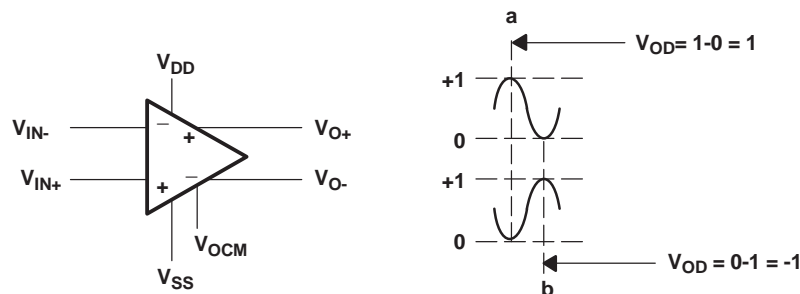 a
V_OD= 1-0 = 1
V_DD
+1
V_IN-
–
+
V_O+
0
V_IN+
+
–
V_O-
+1
V_OCM
0
V_SS
V_OD = 0-1 = -1
b